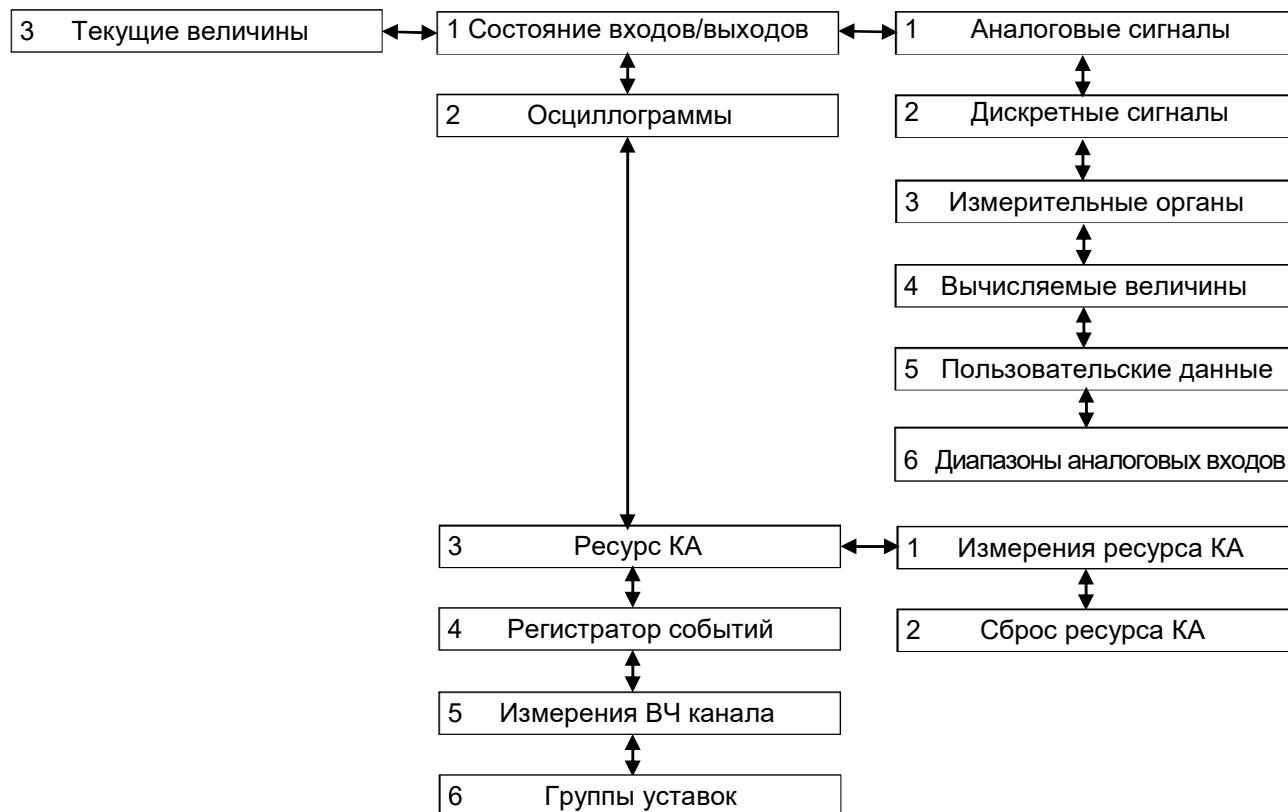 3 Текущие величины
1 Состояние входов/выходов
1 Аналоговые сигналы
2 Осциллограммы
2 Дискретные сигналы
3 Измерительные органы
4 Вычисляемые величины
5 Пользовательские данные
6 Диапазоны аналоговых входов
3 Ресурс КА
1 Измерения ресурса КА
4 Регистратор событий
2 Сброс ресурса КА
5 Измерения ВЧ канала
6 Группы уставок